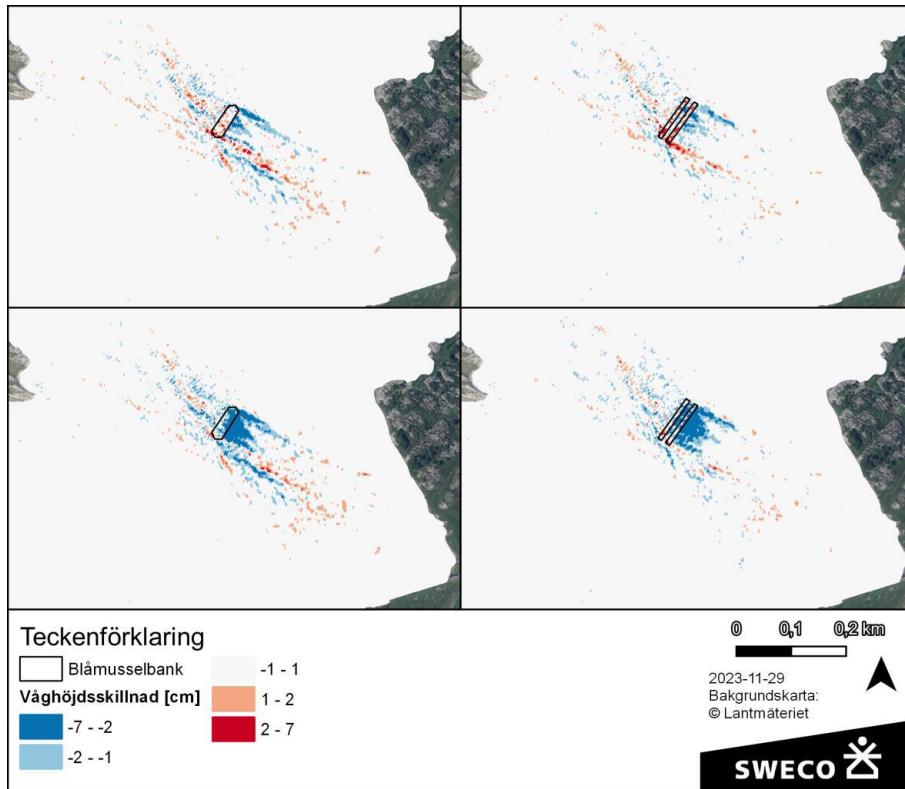 Teckenförklaring
Blåmusselbank
Våghöjdsskillnad [cm]
-7 - -2
-2 - -1
-1 - 1
1 - 2
2 - 7
0 0,1 0,2 km
2023-11-29
Bakgrundskarta:
© Lantmäteriet
SWECO